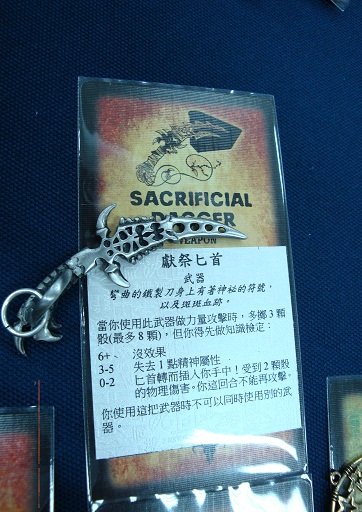 SACRIFICIAL
DAGGER
WEAPON
獻祭匕首
武器
彎曲的鐵製刀身上有著神秘的符號,
以及斑斑血跡。
當你使用此武器做力量攻擊時,多擲3顆
骰(最多8顆),但你得先做知識檢定:
6+、 沒效果
3-5 失去1點精神屬性
0-2 匕首轉而插入你手中!受到2顆骰
的物理傷害。你這回合不能再攻擊。
你使用這把武器時不可以同時使用別的武
器。